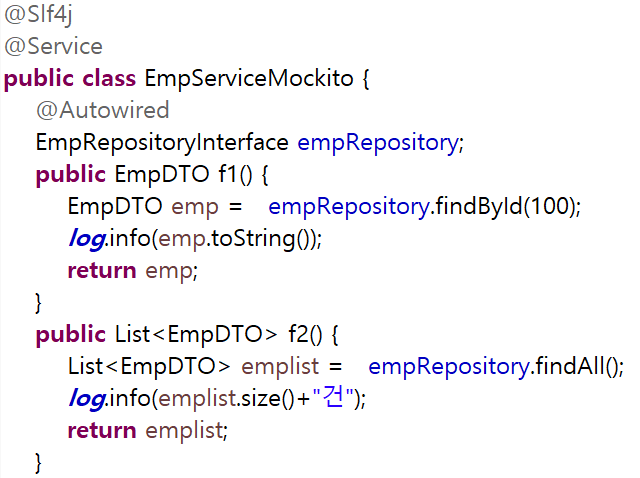 @Slf4j
@Service
public class EmpServiceMockito {
@Autowired
EmpRepositoryInterface empRepository;
public EmpDTO f1() {
EmpDTO emp = empRepository.findById(100);
log.info(emp.toString());
return emp;
}
public List<EmpDTO> f2() {
List<EmpDTO> emplist = empRepository.findAll();
log.info(emplist.size()+"건");
return emplist;
}